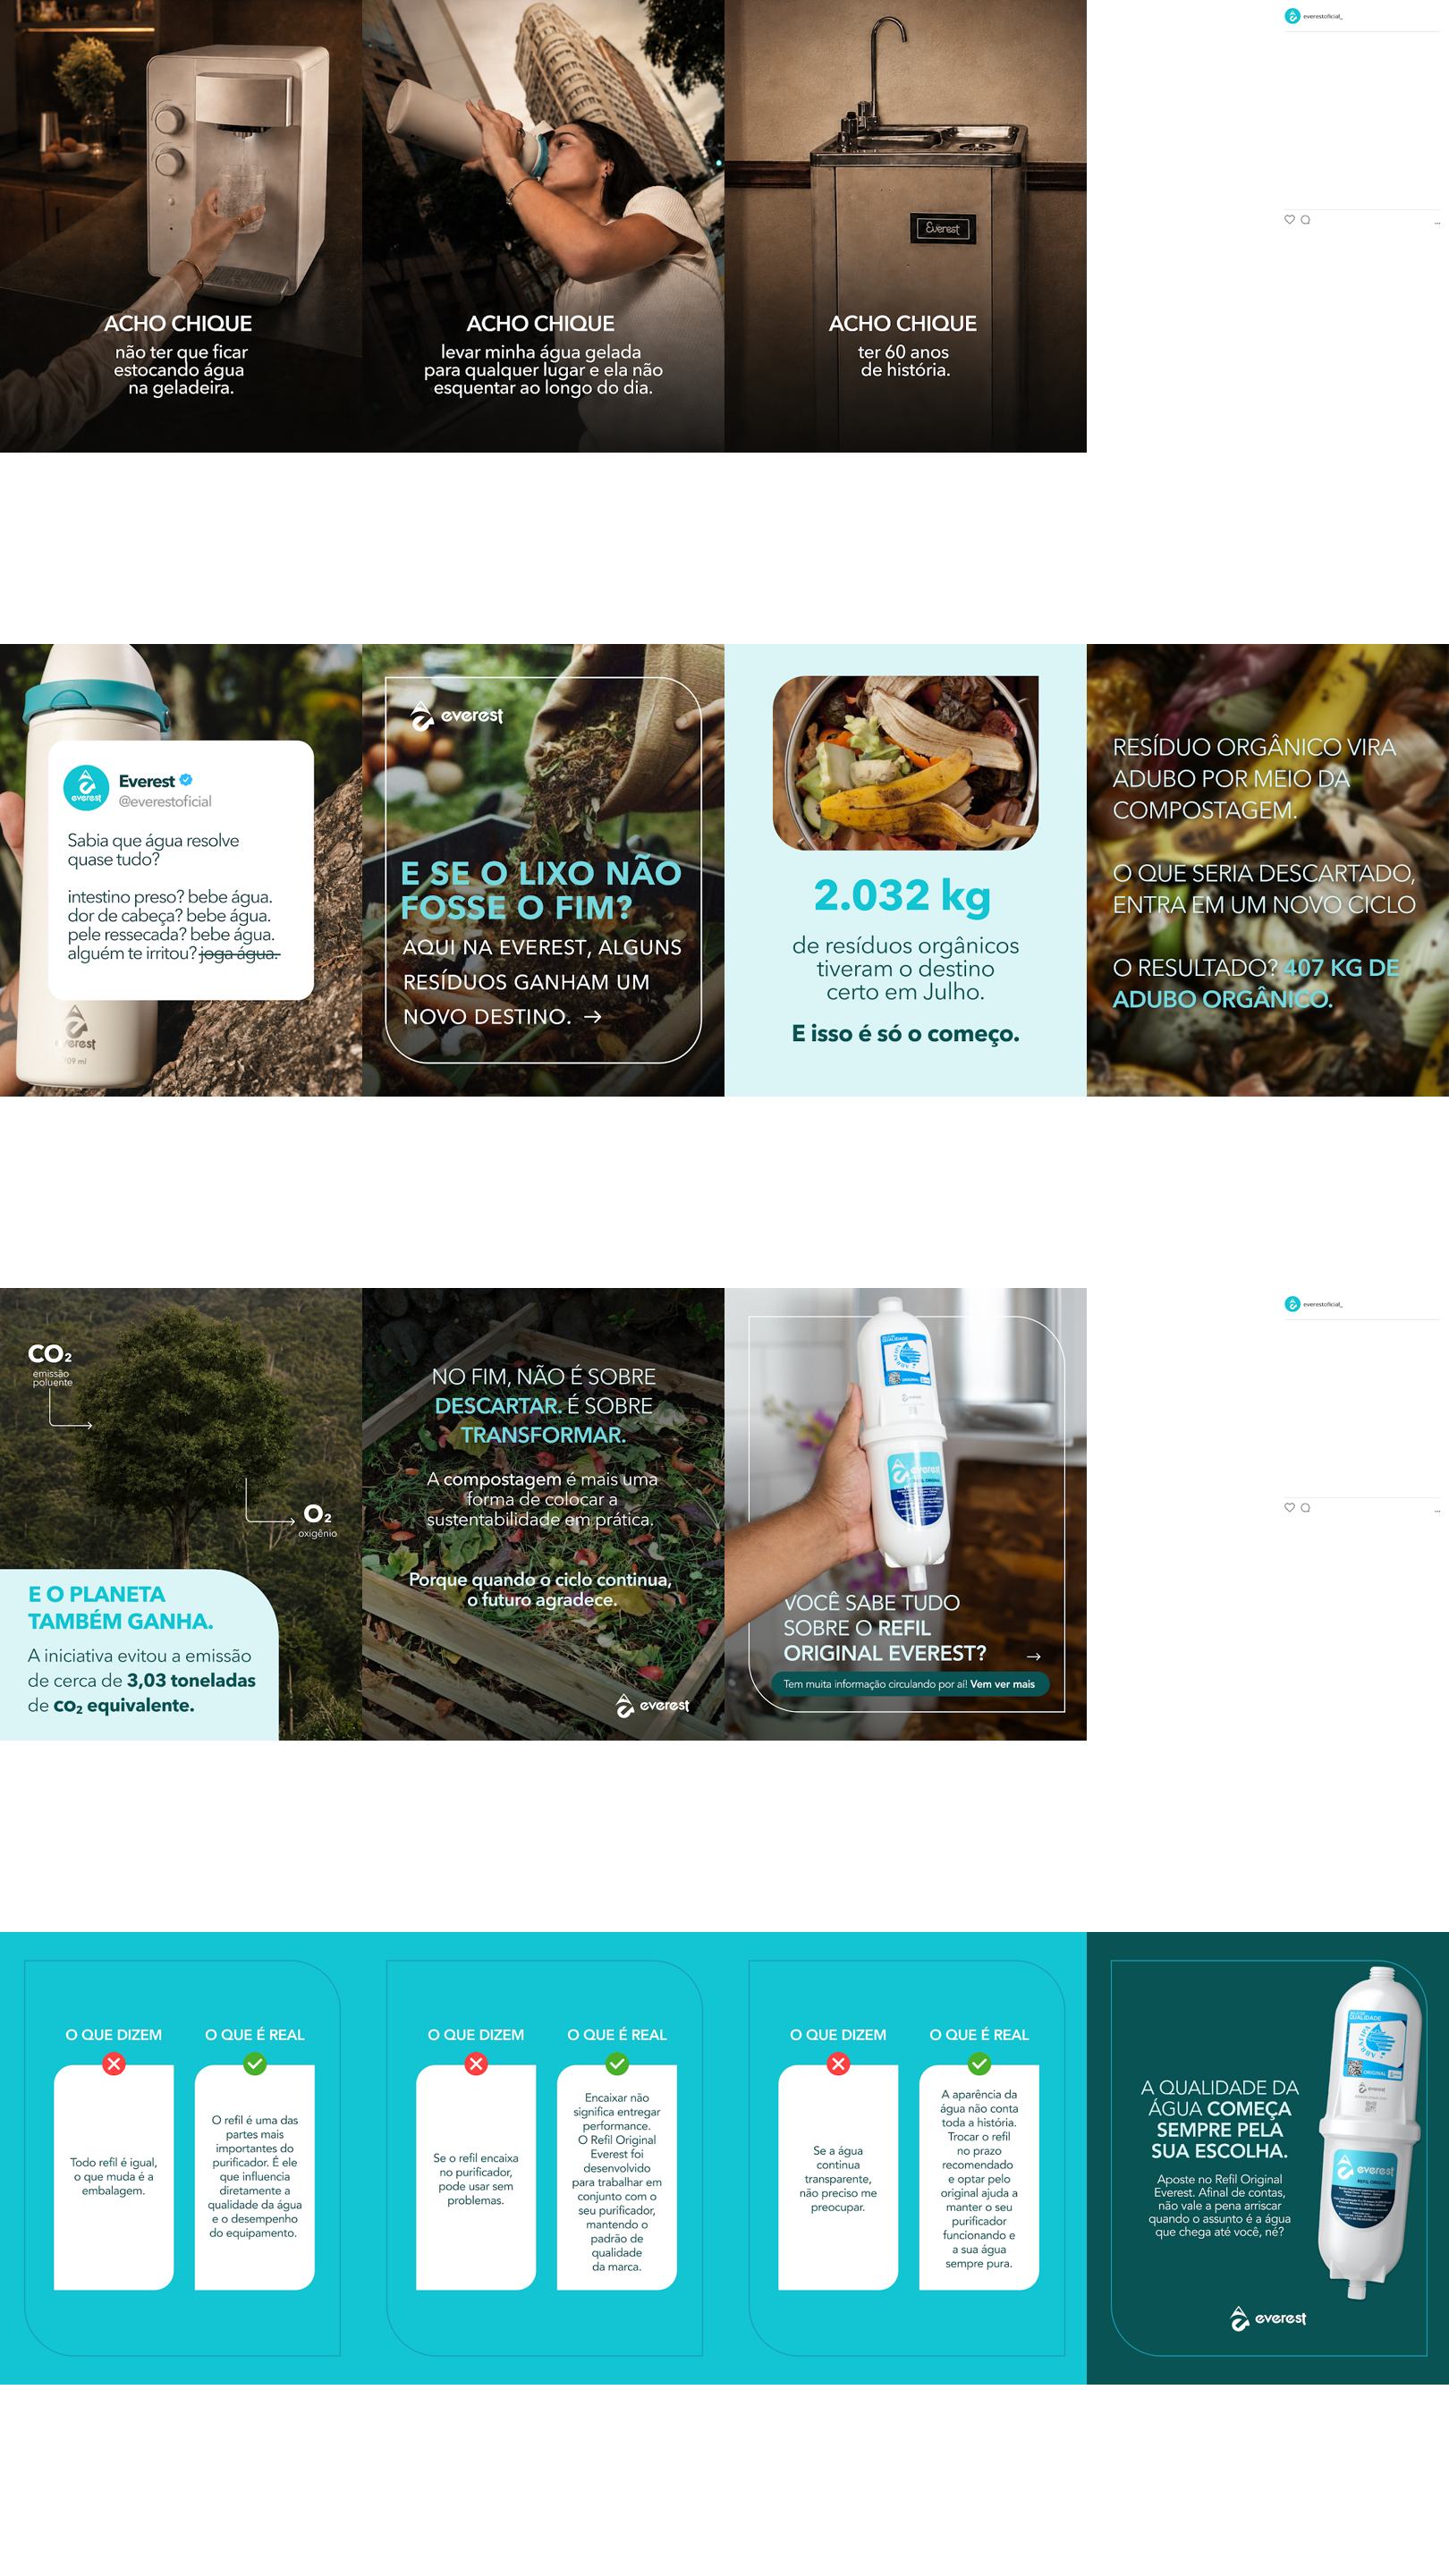 ACHO CHIQUE
não ter que ficar
estocando água
na geladeira.
ACHO CHIQUE
levar minha água gelada
para qualquer lugar e ela não
esquentar ao longo do dia.
Everest
ACHO CHIQUE
ter 60 anos
de história.
everestoficial_
Everest
@everestoficial
everest
Sabia que água resolve
quase tudo?
intestino preso? bebe água.
dor de cabeça? bebe água.
pele ressecada? bebe água.
alguém te irritou? joga água.
everest
everest
E SE O LIXO NÃO
FOSSE O FIM?
AQUI NA EVEREST, ALGUNS
RESÍDUOS GANHAM UM
NOVO DESTINO. →
2.032 kg
de resíduos orgânicos
tiveram o destino
certo em Julho.
E isso é só o começo.
RESÍDUO ORGÂNICO VIRA
ADUBO POR MEIO DA
COMPOSTAGEM.
O QUE SERIA DESCARTADO,
ENTRA EM UM NOVO CICLO
O RESULTADO? 407 KG DE
ADUBO ORGÂNICO.
CO₂
emissão
poluente
O₂
oxigênio
E O PLANETA
TAMBÉM GANHA.
A iniciativa evitou a emissão
de cerca de 3,03 toneladas
de CO₂ equivalente.
NO FIM, NÃO É SOBRE
DESCARTAR. É SOBRE
TRANSFORMAR.
A compostagem é mais uma
forma de colocar a
sustentabilidade em prática.
Porque quando o ciclo continua,
o futuro agradece.
everest
QUALIDADE
ORIGINAL
everest
REFIL ORIGINAL
VOCÊ SABE TUDO
SOBRE O REFIL
ORIGINAL EVEREST?
→
Tem muita informação circulando por aí! Vem ver mais
everestoficial_
O QUE DIZEM
Todo refil é igual,
o que muda é a
embalagem.
O QUE É REAL
O refil é uma das
partes mais
importantes do
purificador. É ele
que influencia
diretamente a
qualidade da água
e o desempenho
do equipamento.
O QUE DIZEM
Se o refil encaixa
no purificador,
pode usar sem
problemas.
O QUE É REAL
Encaixar não
significa entregar
performance.
O Refil Original
Everest foi
desenvolvido
para trabalhar em
conjunto com o
seu purificador,
mantendo o
padrão de
qualidade
da marca.
O QUE DIZEM
Se a água
continua
transparente,
não preciso me
preocupar.
O QUE É REAL
A aparência da
água não conta
toda a história.
Trocar o refil
no prazo
recomendado
e optar pelo
original ajuda a
manter o seu
purificador
funcionando e
a sua água
sempre pura.
A QUALIDADE DA
ÁGUA COMEÇA
SEMPRE PELA
SUA ESCOLHA.
Aposte no Refil Original
Everest. Afinal de contas,
não vale a pena arriscar
quando o assunto é a água
que chega até você, né?
everest
QUALIDADE
ORIGINAL
everest
everest
REFIL ORIGINAL